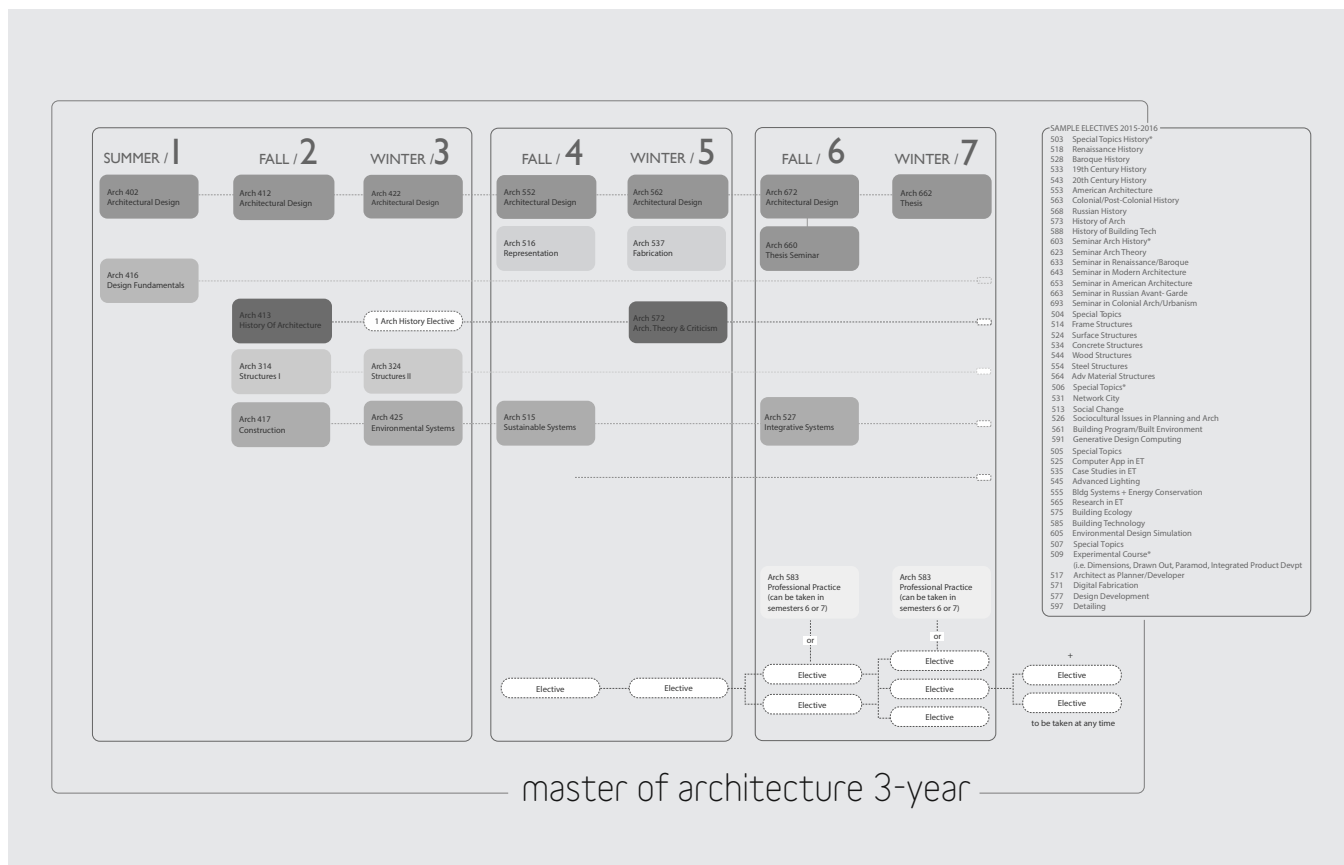 SUMMER / 1
FALL / 2
WINTER / 3
FALL / 4
WINTER / 5
FALL / 6
WINTER / 7
Arch 402
Architectural Design
Arch 412
Architectural Design
Arch 422
Architectural Design
Arch 552
Architectural Design
Arch 562
Architectural Design
Arch 672
Architectural Design
Arch 662
Thesis
Arch 516
Representation
Arch 537
Fabrication
Arch 660
Thesis Seminar
Arch 416
Design Fundamentals
Arch 413
History Of Architecture
1 Arch History Elective
Arch 572
Arch. Theory & Criticism
Arch 314
Structures I
Arch 324
Structures II
Arch 417
Construction
Arch 425
Environmental Systems
Arch 515
Sustainable Systems
Arch 527
Integrative Systems
Arch 583
Professional Practice
(can be taken in
semesters 6 or 7)
Arch 583
Professional Practice
(can be taken in
semesters 6 or 7)
or
or
Elective
Elective
Elective
Elective
Elective
Elective
Elective
+
Elective
Elective
to be taken at any time
SAMPLE ELECTIVES 2015-2016
503 Special Topics History*
518 Renaissance History
528 Baroque History
533 19th Century History
543 20th Century History
553 American Architecture
563 Colonial/Post-Colonial History
568 Russian History
573 History of Arch
588 History of Building Tech
603 Seminar Arch History*
623 Seminar Arch Theory
633 Seminar in Renaissance/Baroque
643 Seminar in Modern Architecture
653 Seminar in American Architecture
663 Seminar in Russian Avant- Garde
693 Seminar in Colonial Arch/Urbanism
504 Special Topics
514 Frame Structures
524 Surface Structures
534 Concrete Structures
544 Wood Structures
554 Steel Structures
564 Adv Material Structures
506 Special Topics*
531 Network City
513 Social Change
526 Sociocultural Issues in Planning and Arch
561 Building Program/Built Environment
591 Generative Design Computing
505 Special Topics
525 Computer App in ET
535 Case Studies in ET
545 Advanced Lighting
555 Bldg Systems + Energy Conservation
565 Research in ET
575 Building Ecology
585 Building Technology
605 Environmental Design Simulation
507 Special Topics
509 Experimental Course*
(i.e. Dimensions, Drawn Out, Paramod, Integrated Product Devpt
517 Architect as Planner/Developer
571 Digital Fabrication
577 Design Development
597 Detailing
master of architecture 3-year